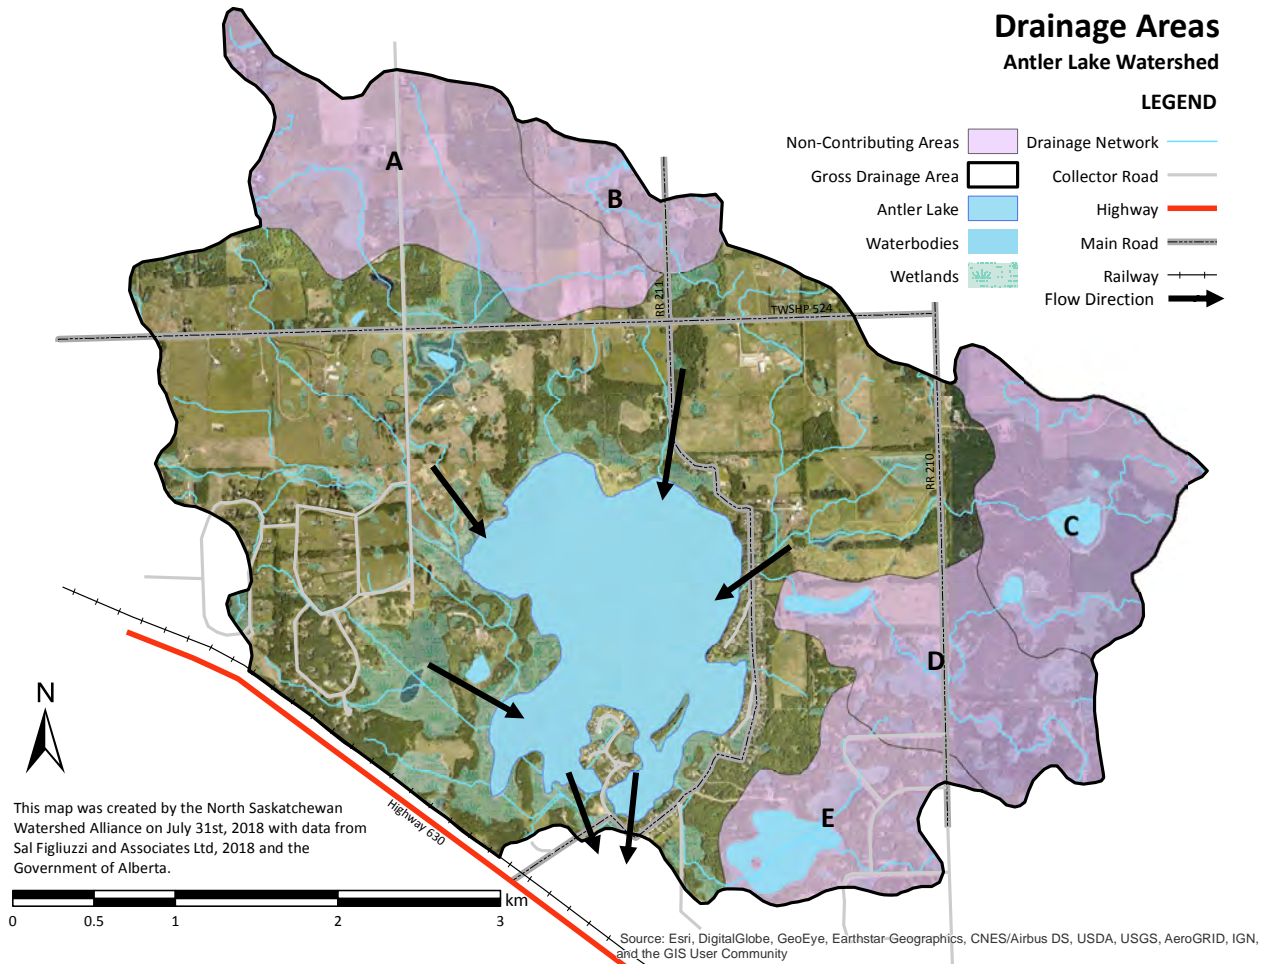 Drainage Areas
Antler Lake Watershed
LEGEND
Non-Contributing Areas
Gross Drainage Area
Antler Lake
Waterbodies
Wetlands
Drainage Network
Collector Road
Highway
Main Road
Railway
Flow Direction
A
B
RR 211
TWSHP 524
RR 210
C
D
E
Highway 630
N
This map was created by the North Saskatchewan
Watershed Alliance on July 31st, 2018 with data from
Sal Figliuzzi and Associates Ltd, 2018 and the
Government of Alberta.
km
0 0.5 1 2 3
Source: Esri, DigitalGlobe, GeoEye, Earthstar Geographics, CNES/Airbus DS, USDA, USGS, AeroGRID, IGN,
and the GIS User Community